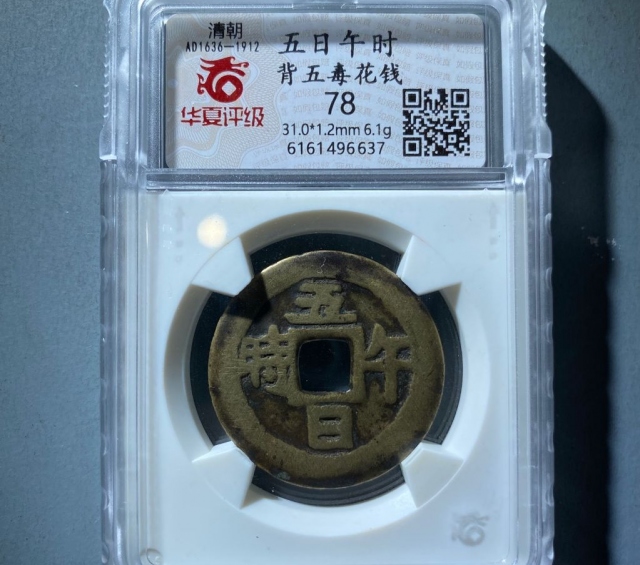 清朝
AD1636—1912
华夏评级
五日午时
背五毒花钱
78
31.0*1.2mm 6.1g
6161496637
五
時 午
日